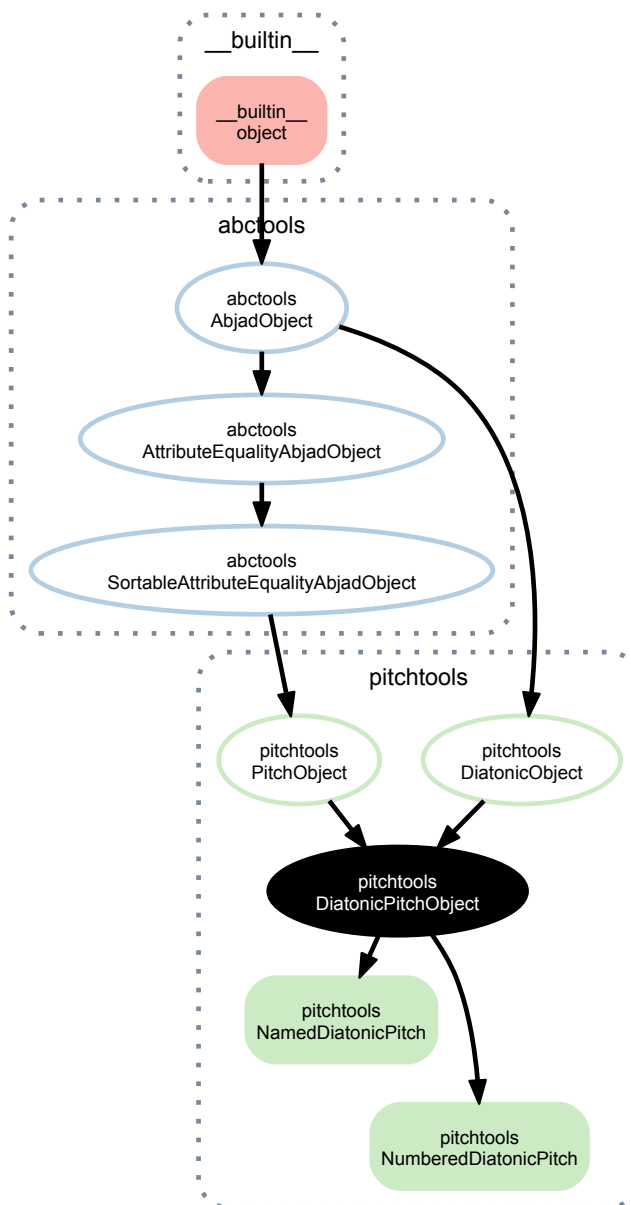 __builtin__
__builtin__
object
abctools
abctools
AbjadObject
abctools
AttributeEqualityAbjadObject
abctools
SortableAttributeEqualityAbjadObject
pitchtools
pitchtools
PitchObject
pitchtools
DiatonicObject
pitchtools
DiatonicPitchObject
pitchtools
NamedDiatonicPitch
pitchtools
NumberedDiatonicPitch